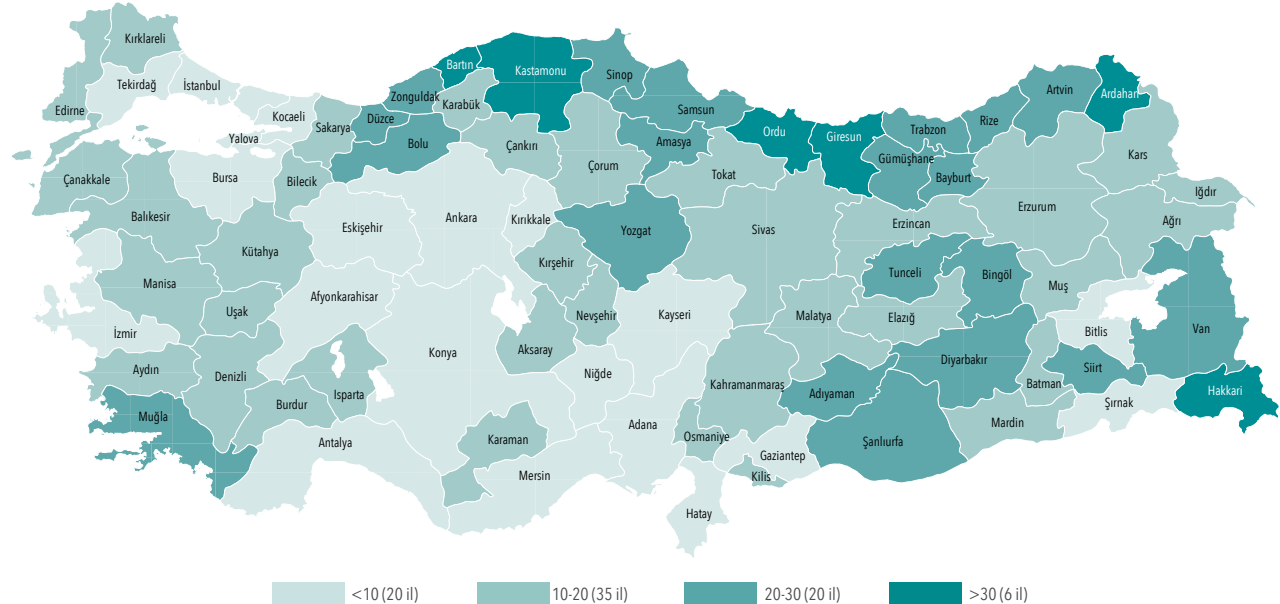 Kırklareli
Tekirdağ
İstanbul
Edirne
Kocaeli
Yalova
Sakarya
Düzce
Zonguldak
Bartın
Karabük
Kastamonu
Sinop
Samsun
Bolu
Çankırı
Çorum
Amasya
Tokat
Ordu
Giresun
Trabzon
Rize
Artvin
Ardahan
Gümüşhane
Bayburt
Kars
Iğdır
Ağrı
Erzurum
Erzincan
Çanakkale
Bursa
Bilecik
Balıkesir
Eskişehir
Ankara
Kırıkkale
Yozgat
Sivas
Kütahya
Kırşehir
Tunceli
Bingöl
Muş
Manisa
Uşak
Afyonkarahisar
Nevşehir
Kayseri
Malatya
Elazığ
Bitlis
Van
İzmir
Konya
Aksaray
Niğde
Diyarbakır
Siirt
Batman
Aydın
Denizli
Isparta
Burdur
Kahramanmaraş
Adıyaman
Hakkari
Şırnak
Mardin
Muğla
Antalya
Karaman
Adana
Osmaniye
Şanlıurfa
Gaziantep
Kilis
Mersin
Hatay
<10 (20 il)
10-20 (35 il)
20-30 (20 il)
>30 (6 il)